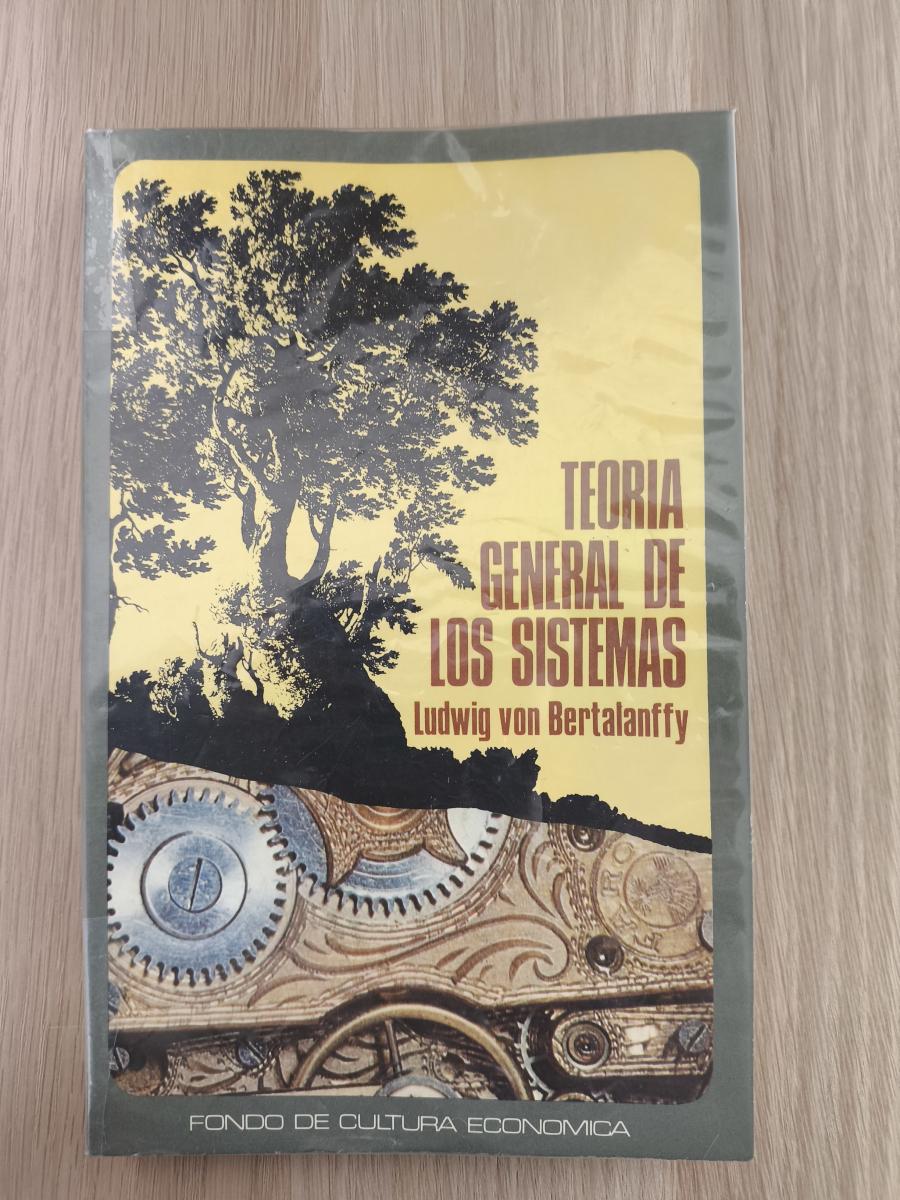 TEORIA
GENERAL DE
LOS SISTEMAS
Ludwig von Bertalanffy
FONDO DE CULTURA ECONOMICA